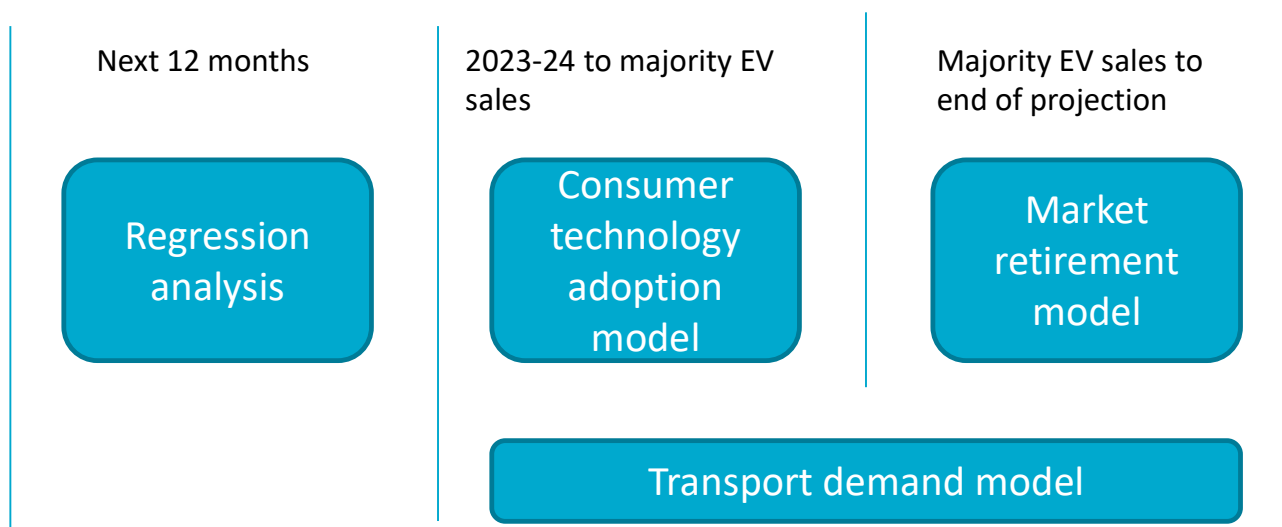 Next 12 months
2023-24 to majority EV
sales
Majority EV sales to
end of projection
Regression
analysis
Consumer
technology
adoption
model
Market
retirement
model
Transport demand model